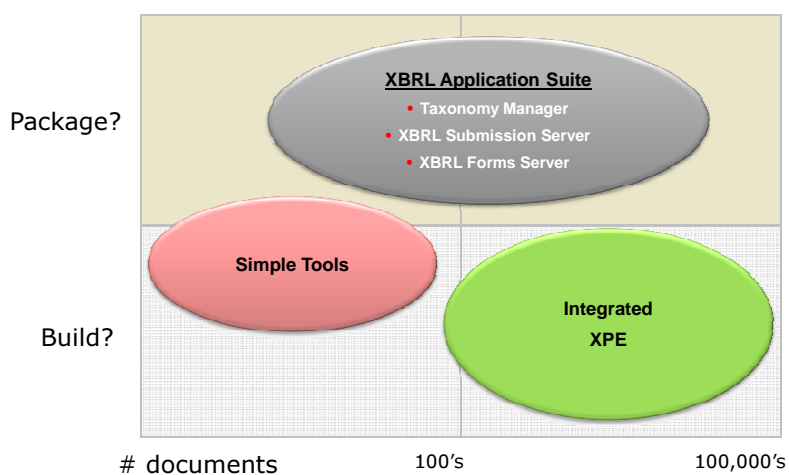 XBRL Application Suite
• Taxonomy Manager
Package?
• XBRL Submission Server
• XBRL Forms Server
Simple Tools
Integrated
XPE
Build?
# documents
100's
100,000's